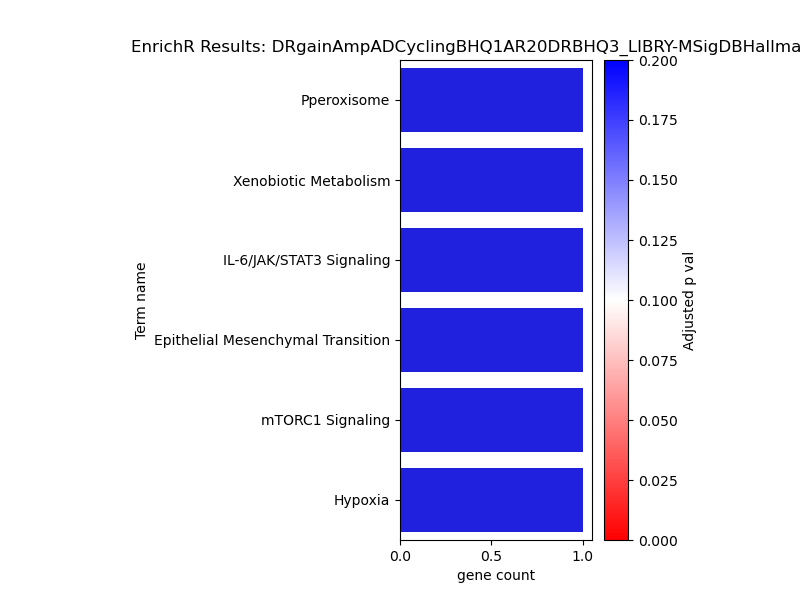 EnrichR Results: DRgainAmpADCyclingBHQ1AR20DRBHQ3_LIBRY-MSigDBHallma
Pperoxisome
Xenobiotic Metabolism
IL-6/JAK/STAT3 Signaling
Epithelial Mesenchymal Transition
mTORC1 Signaling
Hypoxia
Term name
0.0 0.5 1.0
gene count
0.200
0.175
0.150
0.125
0.100
0.075
0.050
0.025
0.000
Adjusted p val